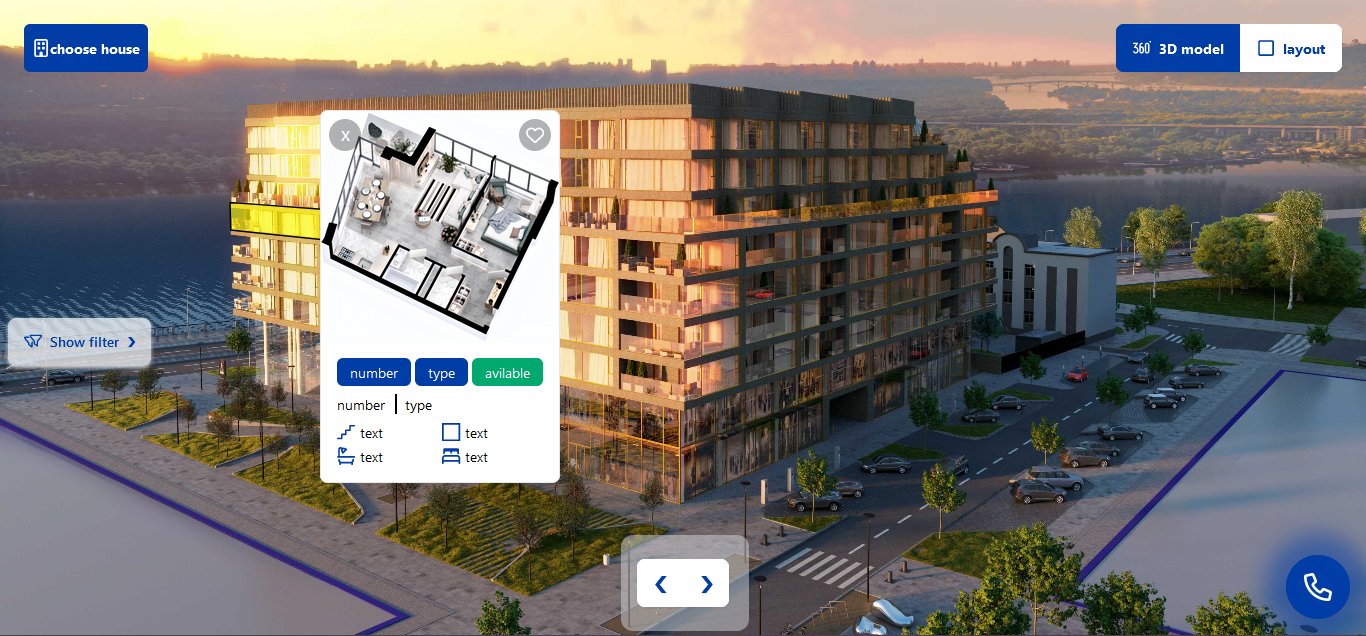 choose house
360° 3D model
layout
X
Show filter
number type avilable
number type
text text
text text